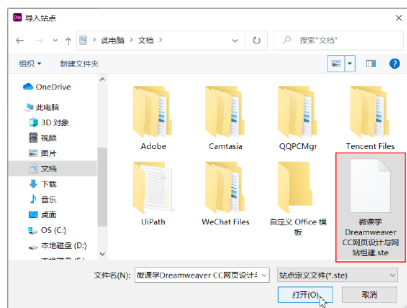 导入站点
此电脑 > 文档 >
搜索"文档"
组织
新建文件夹
OneDrive
此电脑
3D 对象
视频
图片
文档
下载
音乐
桌面
OS (C:)
本地磁盘 (D:)
Adobe
Camtasia
QQPCMgr
Tencent Files
UiPath
WeChat Files
自定义 Office 模
板
微课学
Dreamweaver
CC网页设计与网
站组建.ste
文件名(N):
微课学Dreamweaver CC网页设计
站点定义文件(*.ste)
打开(O)
取消